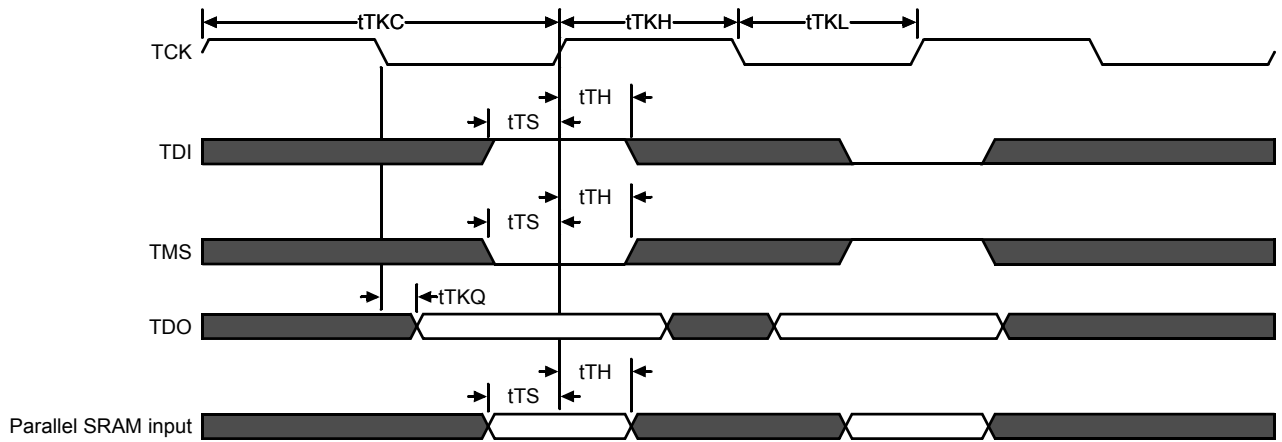 tTKC
tTKH
tTKL
TCK
tTH
tTS
TDI
tTH
tTS
TMS
tTKQ
TDO
tTH
tTS
Parallel SRAM input